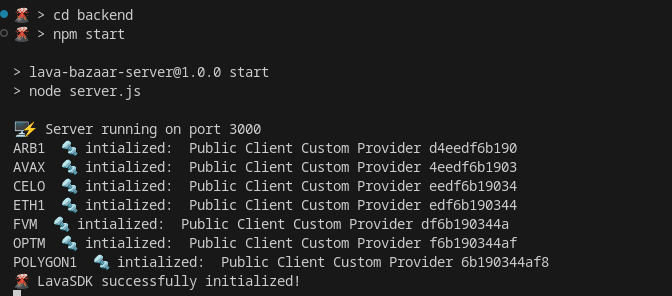 🌋 > cd backend
🌋 > npm start
> lava-bazaar-server@1.0.0 start
> node server.js
🖥️⚡ Server running on port 3000
ARB1 🔩 intialized: Public Client Custom Provider d4eedf6b190
AVAX 🔩 intialized: Public Client Custom Provider 4eedf6b1903
CELO 🔩 intialized: Public Client Custom Provider eedf6b19034
ETH1 🔩 intialized: Public Client Custom Provider edf6b190344
FVM 🔩 intialized: Public Client Custom Provider df6b190344a
OPTM 🔩 intialized: Public Client Custom Provider f6b190344af
POLYGON1 🔩 intialized: Public Client Custom Provider 6b190344af8
🌋 LavaSDK successfully initialized!